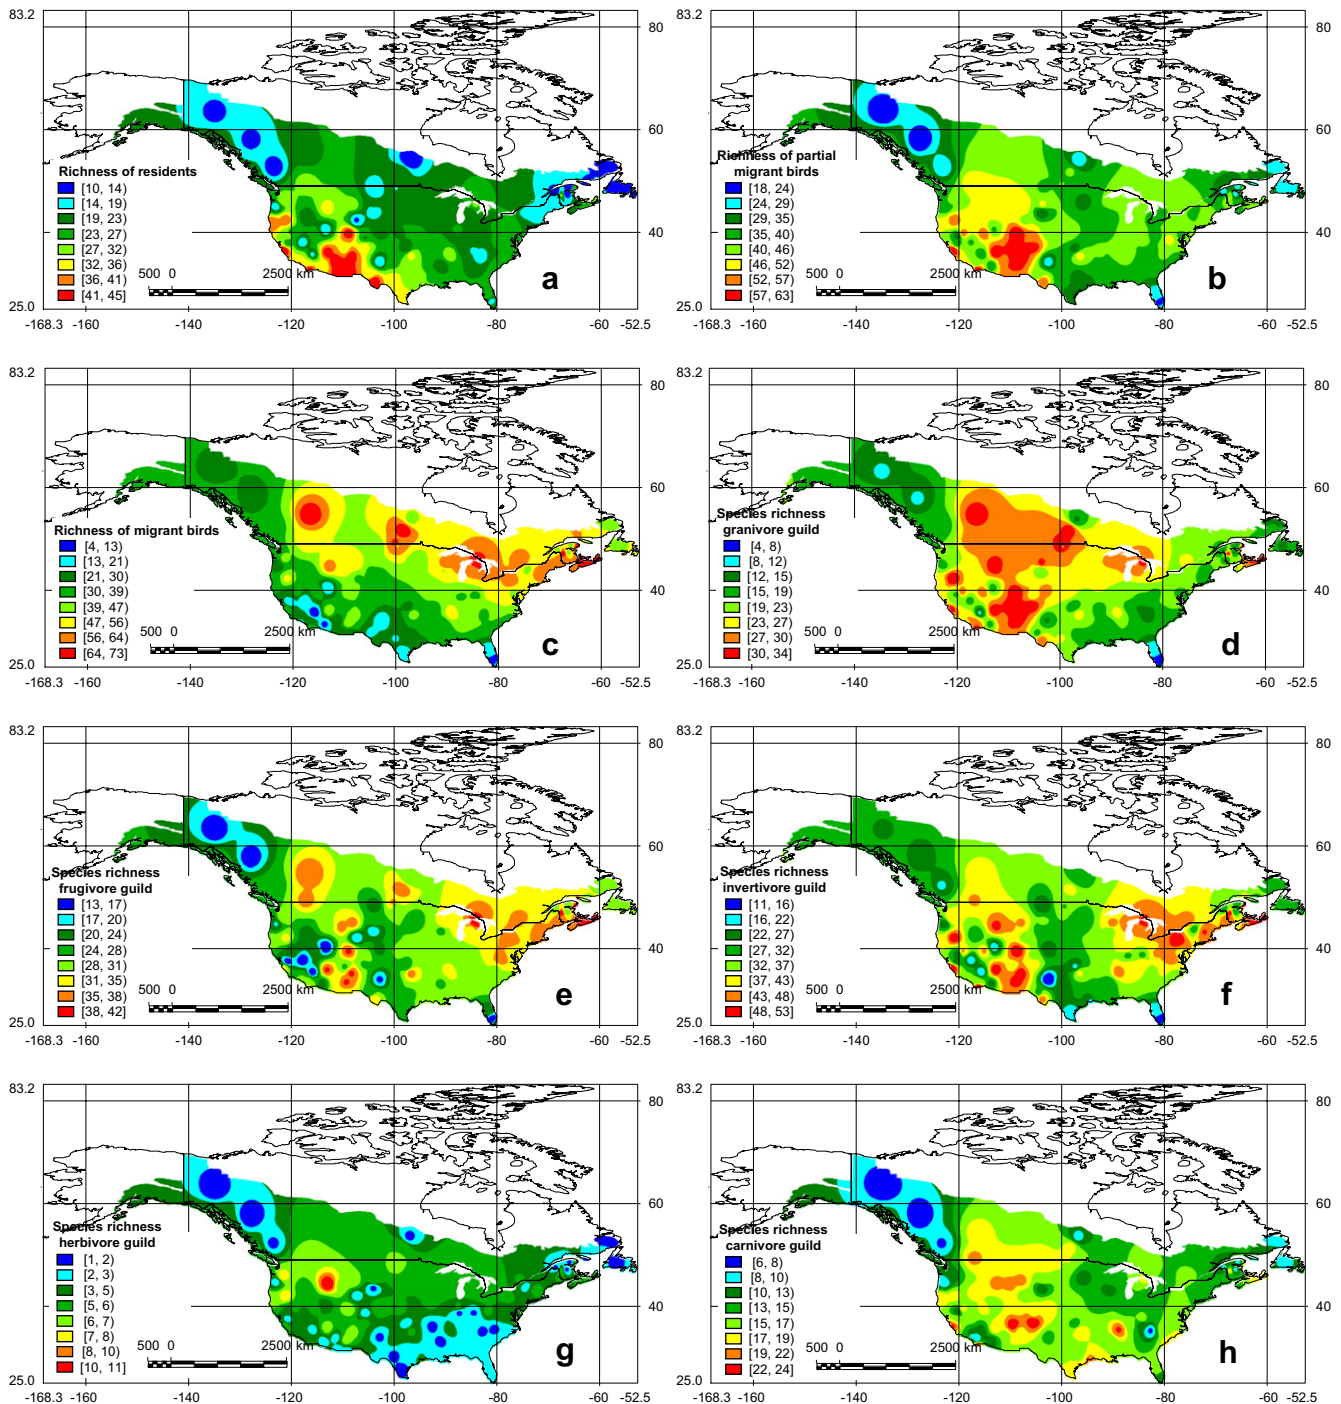 83.2
80
60
40
25.0
Richness of residents
[10, 14)
[14, 19)
[19, 23)
[23, 27)
[27, 32)
[32, 36)
[36, 41)
[41, 45]
500 0 2500 km
a
-168.3 -160 -140 -120 -100 -80 -60 -52.5
83.2
80
60
40
25.0
Richness of partial
migrant birds
[18, 24)
[24, 29)
[29, 35)
[35, 40)
[40, 46)
[46, 52)
[52, 57)
[57, 63)
500 0 2500 km
b
-168.3 -160 -140 -120 -100 -80 -60 -52.5
83.2
80
60
40
25.0
Richness of migrant birds
[4, 13)
[13, 21)
[21, 30)
[30, 39)
[39, 47)
[47, 56)
[56, 64)
[64, 73]
500 0 2500 km
c
-168.3 -160 -140 -120 -100 -80 -60 -52.5
83.2
80
60
40
25.0
Species richness
granivore guild
[4, 8)
[8, 12)
[12, 15)
[15, 19)
[19, 23)
[23, 27)
[27, 30)
[30, 34]
500 0 2500 km
d
-168.3 -160 -140 -120 -100 -80 -60 -52.5
83.2
80
60
40
25.0
Species richness
frugivore guild
[13, 17)
[17, 20)
[20, 24)
[24, 28)
[28, 31)
[31, 35)
[35, 38)
[38, 42]
500 0 2500 km
e
-168.3 -160 -140 -120 -100 -80 -60 -52.5
83.2
80
60
40
25.0
Species richness
invertivore guild
[11, 16)
[16, 22)
[22, 27)
[27, 32)
[32, 37)
[37, 43)
[43, 48)
[48, 53]
500 0 2500 km
f
-168.3 -160 -140 -120 -100 -80 -60 -52.5
83.2
80
60
40
25.0
Species richness
herbivore guild
[1, 2)
[2, 3)
[3, 5)
[5, 6)
[6, 7)
[7, 8)
[8, 10)
[10, 11]
500 0 2500 km
g
-168.3 -160 -140 -120 -100 -80 -60 -52.5
83.2
80
60
40
25.0
Species richness
carnivore guild
[6, 8)
[8, 10)
[10, 13)
[13, 15)
[15, 17)
[17, 19)
[19, 22)
[22, 24]
500 0 2500 km
h
-168.3 -160 -140 -120 -100 -80 -60 -52.5